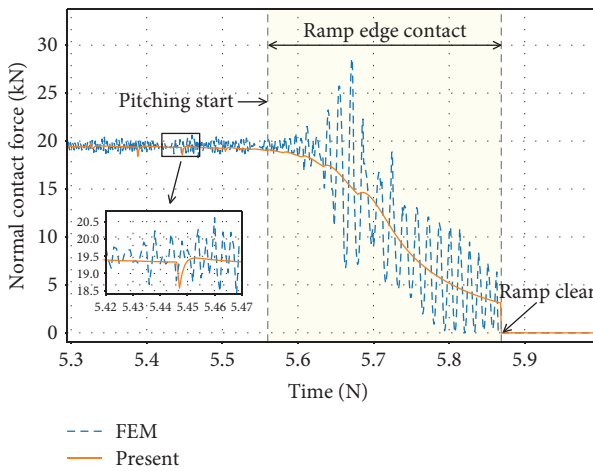 Ramp edge contact
Pitching start
Ramp clear
Normal contact force (kN)
30
25
20
15
10
5
0
20.5
20.0
19.5
19.0
18.5
5.42 5.43 5.44 5.45 5.46 5.47
5.3 5.4 5.5 5.6 5.7 5.8 5.9
Time (N)
FEM
Present